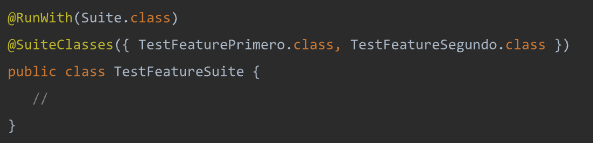 @RunWith(Suite.class)
@SuiteClasses({ TestFeaturePrimero.class, TestFeatureSegundo.class })
public class TestFeatureSuite {
//
}